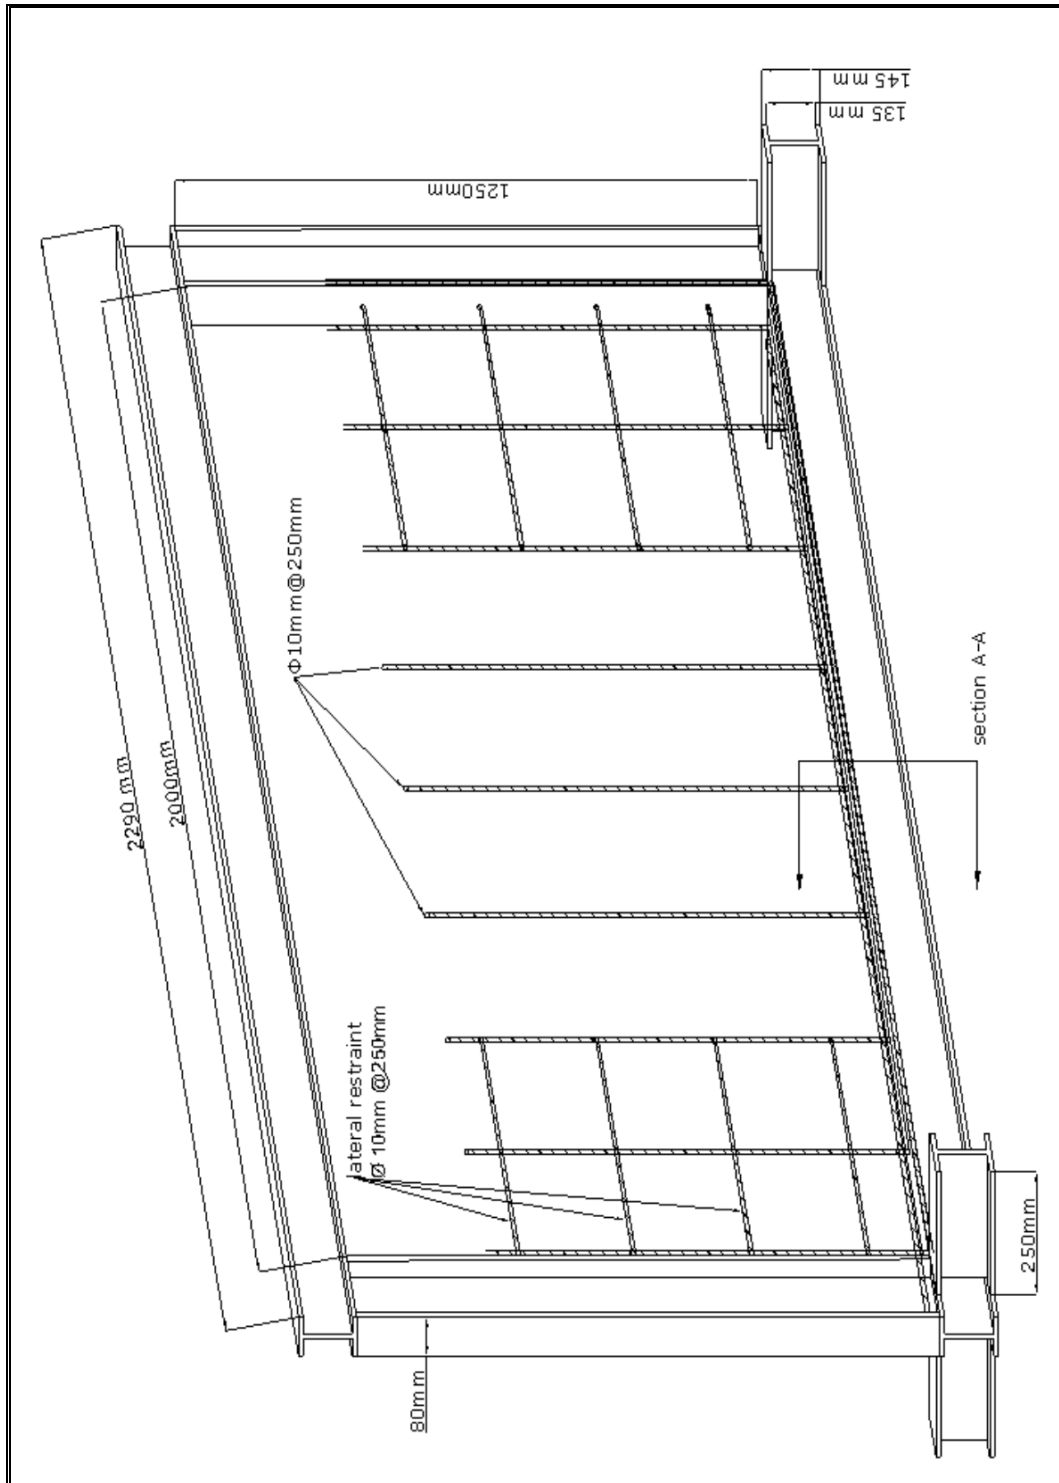 145 mm
135 mm
1250mm
2290 mm
2000mm
Φ10mm@250mm
section A-A
lateral restraint
Ø 10mm @250mm
250mm
80mm